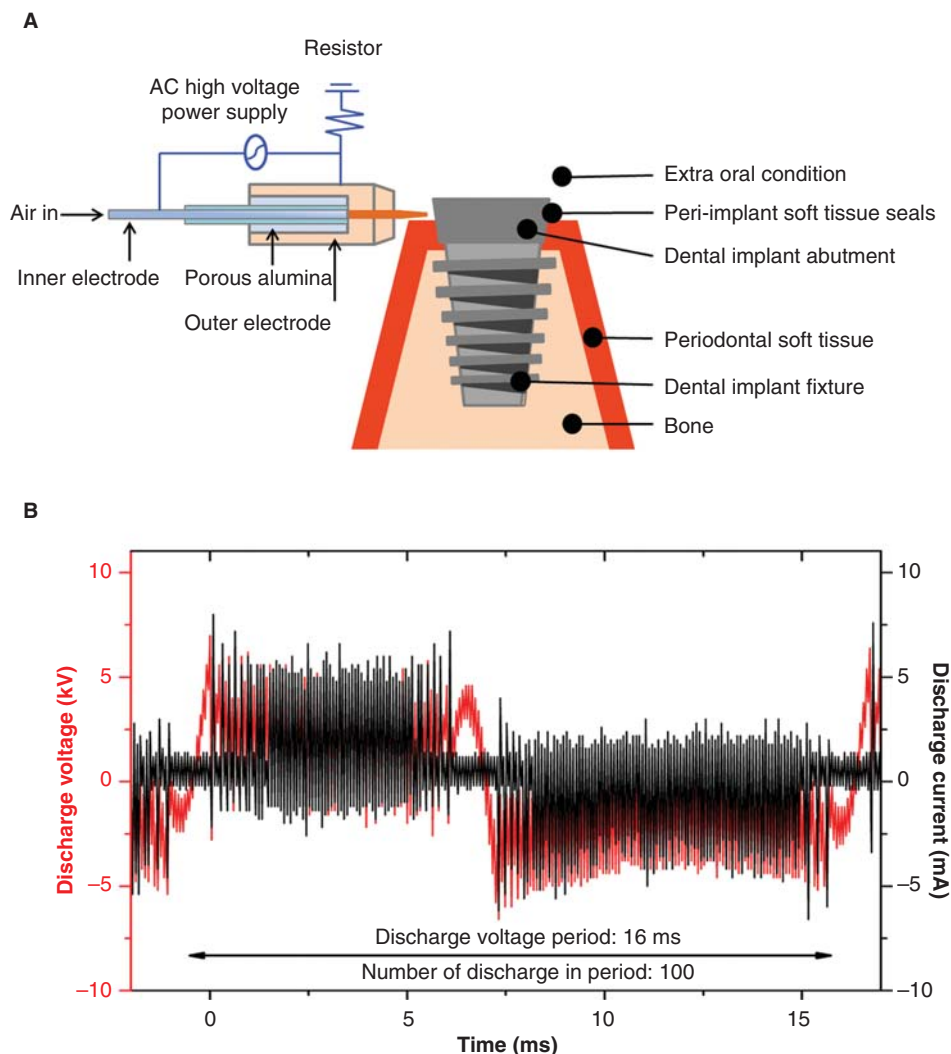 A
Resistor
AC high voltage
power supply
Air in
Inner electrode
Porous alumina
Outer electrode
Extra oral condition
Peri-implant soft tissue seals
Dental implant abutment
Periodontal soft tissue
Dental implant fixture
Bone
B
Discharge voltage (kV)
10
5
0
−5
−10
10
5
0
−5
−10
Discharge current (mA)
Discharge voltage period: 16 ms
Number of discharge in period: 100
0 5 10 15
Time (ms)